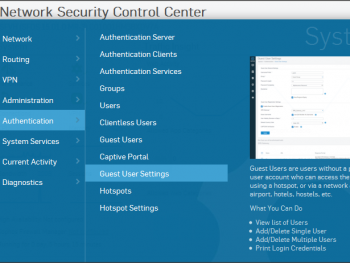 Network Security Control Center
Network
Routing
VPN
Administration
Authentication
System Services
Current Activity
Diagnostics
Authentication Server
Authentication Clients
Authentication Services
Groups
Users
Clientless Users
Guest Users
Captive Portal
Guest User Settings
Hotspots
Hotspot Settings
Syst
Guest Users are users without a p
user account who can access the
using a hotspot, or via a network
airport, hotels, hostels, etc.
What You Can Do
View list of Users
Add/Delete Single User
Add/Delete Multiple Users
Print Login Credentials